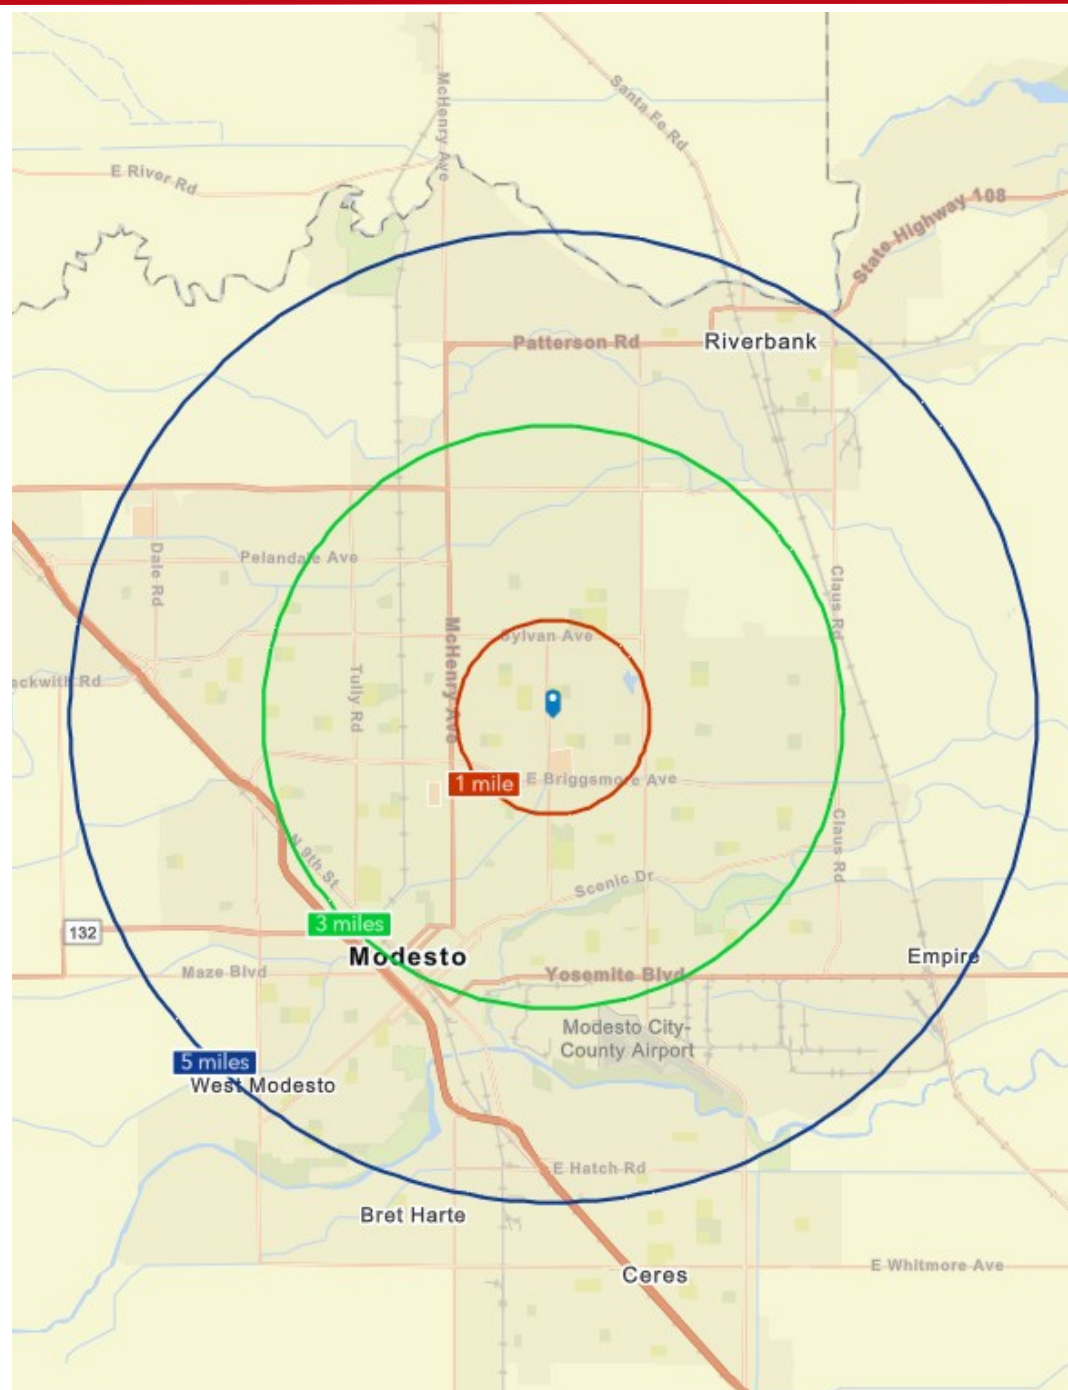 McHenry Ave
Santa Fe Rd
E River Rd
State Highway 108
Patterson Rd
Riverbank
Pelandale Ave
Dale Rd
Claus Rd
McHenry Ave
Sylvan Ave
Tully Rd
ackwith Rd
1 mile
E Briggsmore Ave
N 9th St
Claus Rd
Scenic Dr
3 miles
132
Modesto
Empire
Maze Blvd
Yosemite Blvd
Modesto City-
County Airport
5 miles
West Modesto
E Hatch Rd
Bret Harte
Ceres
E Whitmore Ave